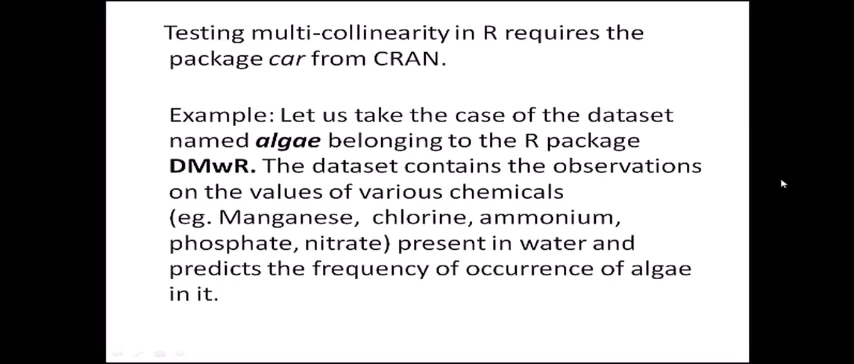 Testing multi-collinearity in R requires the
package car from CRAN.
Example: Let us take the case of the dataset
named algae belonging to the R package
DMwR. The dataset contains the observations
on the values of various chemicals
(eg. Manganese, chlorine, ammonium,
phosphate, nitrate) present in water and
predicts the frequency of occurrence of algae
in it.